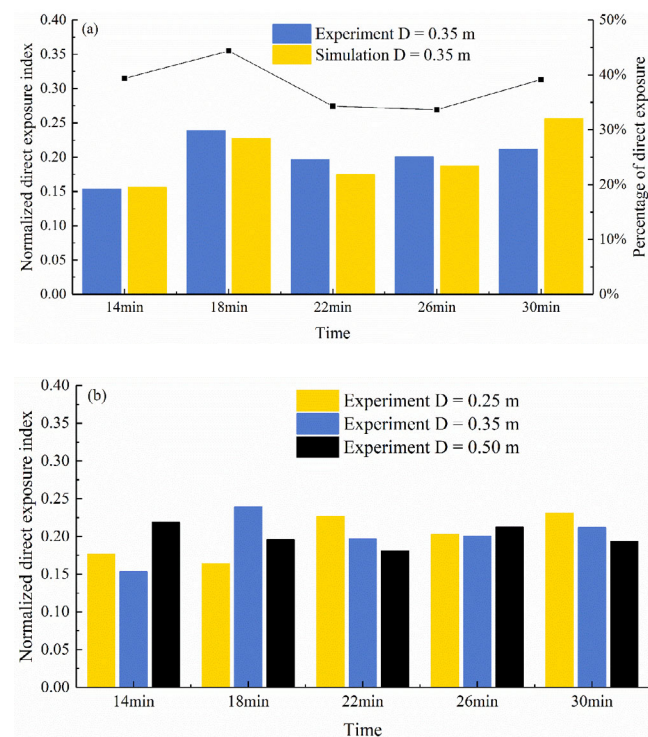 (a)
Experiment D = 0.35 m
Simulation D = 0.35 m
Normalized direct exposure index
0.40
0.35
0.30
0.25
0.20
0.15
0.10
0.05
0.00
50%
40%
30%
20%
10%
0%
Percentage of direct exposure
14min 18min 22min 26min 30min
Time
(b)
Experiment D = 0.25 m
Experiment D = 0.35 m
Experiment D = 0.50 m
Normalized direct exposure index
0.40
0.35
0.30
0.25
0.20
0.15
0.10
0.05
0.00
14min 18min 22min 26min 30min
Time